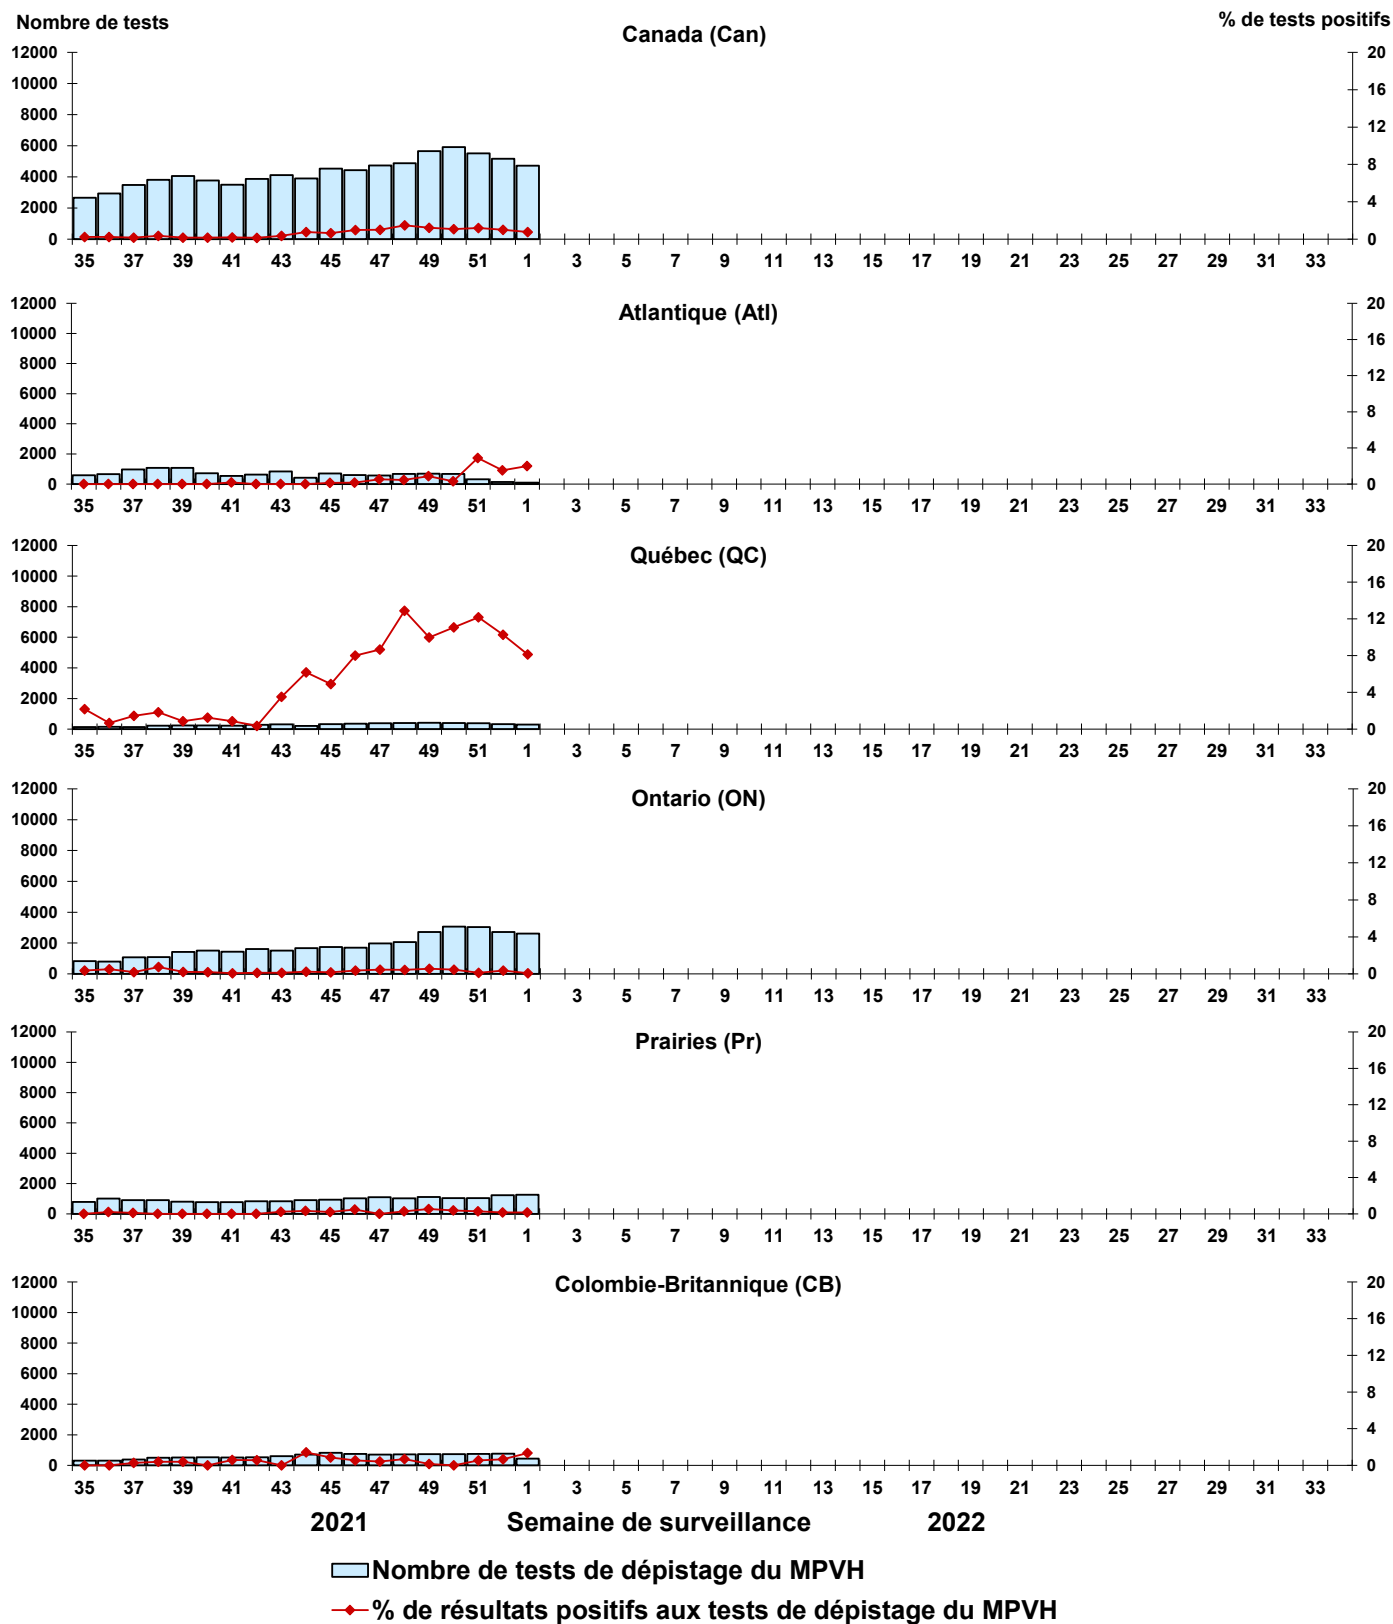 Nombre de tests
% de tests positifs
Canada (Can)
12000 20
10000 16
8000 12
6000 8
4000 4
2000 0
0
35 37 39 41 43 45 47 49 51 1 3 5 7 9 11 13 15 17 19 21 23 25 27 29 31 33
Atlantique (Atl)
12000 20
10000 16
8000 12
6000 8
4000 4
2000 0
0
35 37 39 41 43 45 47 49 51 1 3 5 7 9 11 13 15 17 19 21 23 25 27 29 31 33
Québec (QC)
12000 20
10000 16
8000 12
6000 8
4000 4
2000 0
0
35 37 39 41 43 45 47 49 51 1 3 5 7 9 11 13 15 17 19 21 23 25 27 29 31 33
Ontario (ON)
12000 20
10000 16
8000 12
6000 8
4000 4
2000 0
0
35 37 39 41 43 45 47 49 51 1 3 5 7 9 11 13 15 17 19 21 23 25 27 29 31 33
Prairies (Pr)
12000 20
10000 16
8000 12
6000 8
4000 4
2000 0
0
35 37 39 41 43 45 47 49 51 1 3 5 7 9 11 13 15 17 19 21 23 25 27 29 31 33
Colombie-Britannique (CB)
12000 20
10000 16
8000 12
6000 8
4000 4
2000 0
0
35 37 39 41 43 45 47 49 51 1 3 5 7 9 11 13 15 17 19 21 23 25 27 29 31 33
2021 Semaine de surveillance 2022
Nombre de tests de dépistage du MPVH
% de résultats positifs aux tests de dépistage du MPVH